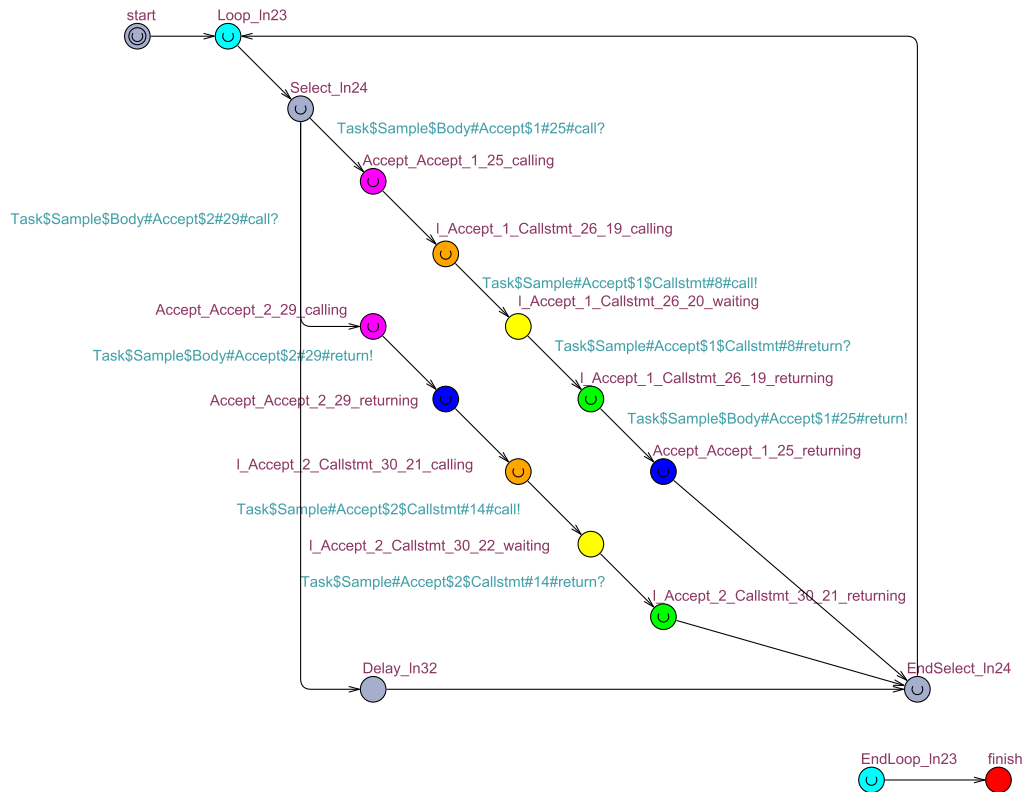 start
Loop_ln23
Select_ln24
Task$Sample$Body#Accept$1#25#call?
Accept_Accept_1_25_calling
Task$Sample$Body#Accept$2#29#call?
I_Accept_1_Callstmt_26_19_calling
Task$Sample#Accept$1$Callstmt#8#call!
I_Accept_1_Callstmt_26_20_waiting
Accept_Accept_2_29_calling
Task$Sample#Accept$1$Callstmt#8#return?
Task$Sample$Body#Accept$2#29#return!
I_Accept_1_Callstmt_26_19_returning
Accept_Accept_2_29_returning
Task$Sample$Body#Accept$1#25#return!
Accept_Accept_1_25_returning
I_Accept_2_Callstmt_30_21_calling
Task$Sample#Accept$2$Callstmt#14#call!
I_Accept_2_Callstmt_30_22_waiting
Task$Sample#Accept$2$Callstmt#14#return?
I_Accept_2_Callstmt_30_21_returning
Delay_ln32
EndSelect_ln24
EndLoop_ln23
finish